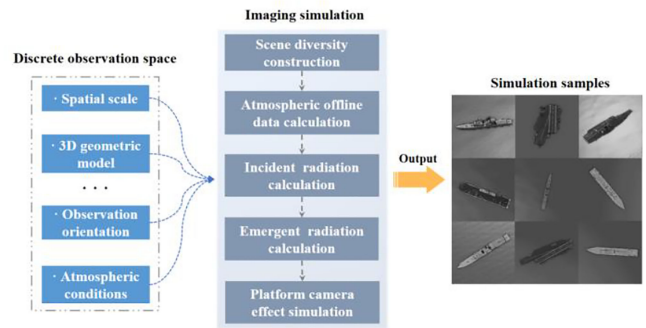 Discrete observation space
· Spatial scale
· 3D geometric
model
· · ·
· Observation
orientation
· Atmospheric
conditions
Imaging simulation
Scene diversity
construction
Atmospheric offline
data calculation
Incident radiation
calculation
Emergent radiation
calculation
Platform camera
effect simulation
Output
Simulation samples